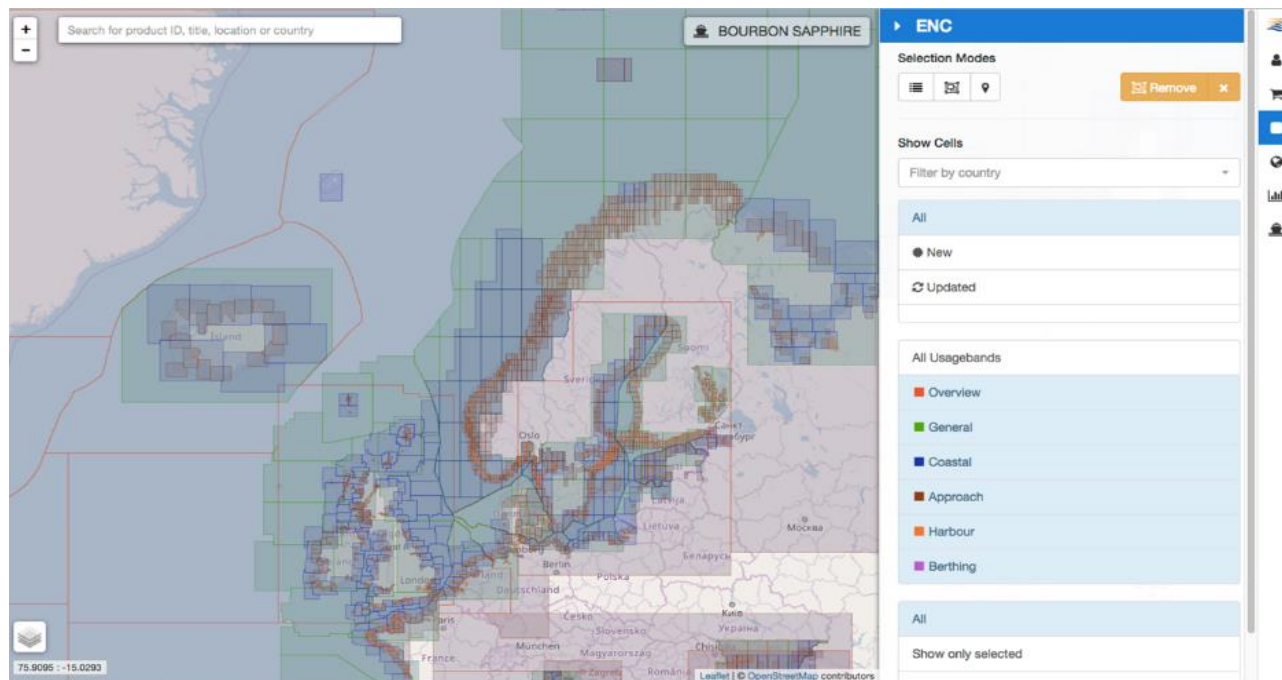 +
−
Search for product ID, title, location or country
BOURBON SAPPHIRE
ENC
Selection Modes
Remove ×
Show Cells
Filter by country
All
New
Updated
All Usagebands
Overview
General
Coastal
Approach
Harbour
Berthing
All
Show only selected
Ísland
Sverige
Suomi
Oslo
Санкт
Latvija
Lietuva
Москва
Беларусь
Berlin
Polska
London
Deutschland
Paris
Київ
Česko
Україна
Slovensko
München
France
Magyarország
Zagreb
România
75.9095 : -15.0293
Leaflet | © OpenStreetMap contributors